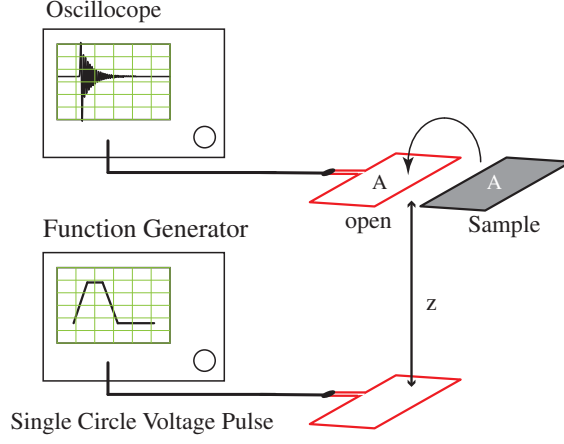 Oscillocope
A
A
open
Sample
Function Generator
z
Single Circle Voltage Pulse